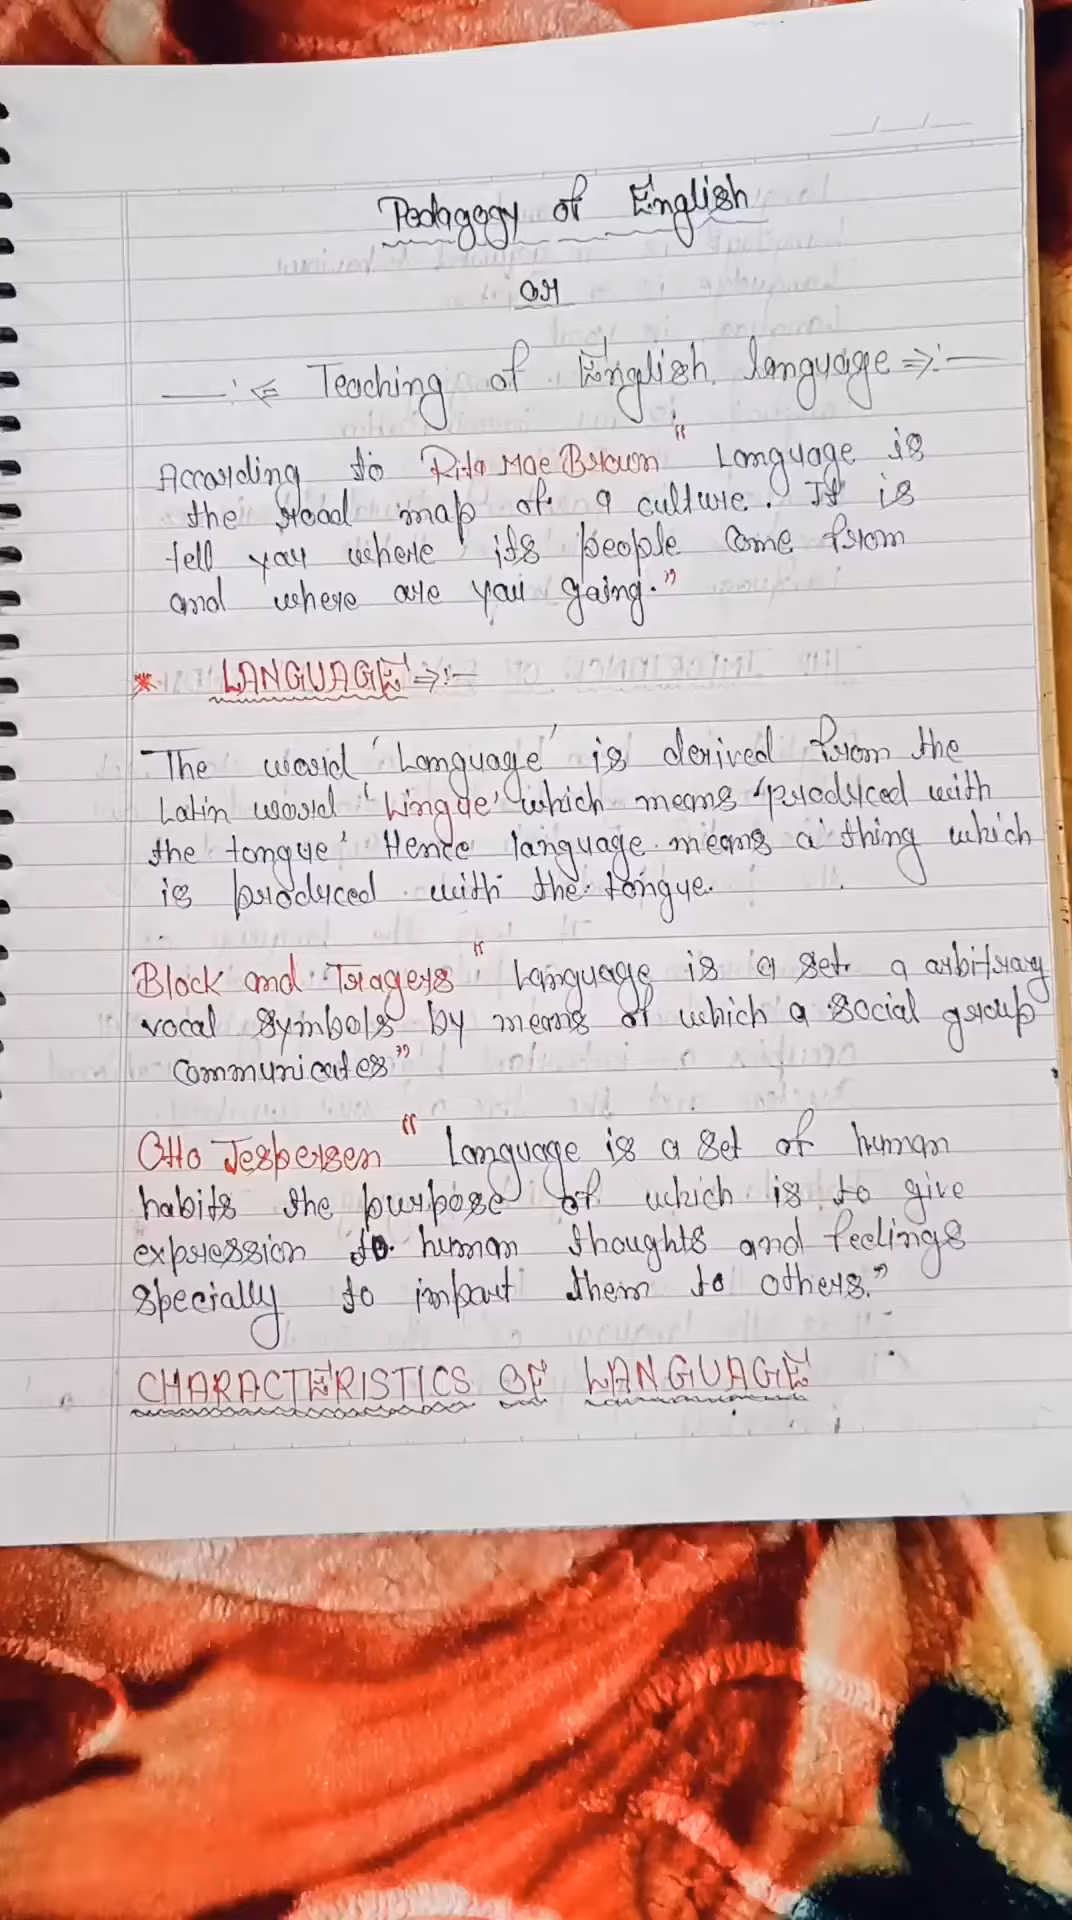 Pedagogy of English
or
Teaching of English language
According to Rita Mae Brown " Language is
the road map of a culture. It is
tell you where its people come from
and where are you going."
* LANGUAGE
The word 'Language' is derived from the
Latin word 'Lingue' which means 'produced with
the tongue' Hence language means a thing which
is produced with the tongue.
Block and Tragers " Language is a set a arbitrary
vocal symbols by means of which a social group
communicates"
Otto Jespersen " Language is a set of human
habits the purpose of which is to give
expression to human thoughts and feelings
specially to impart them to others."
CHARACTERISTICS OF LANGUAGE